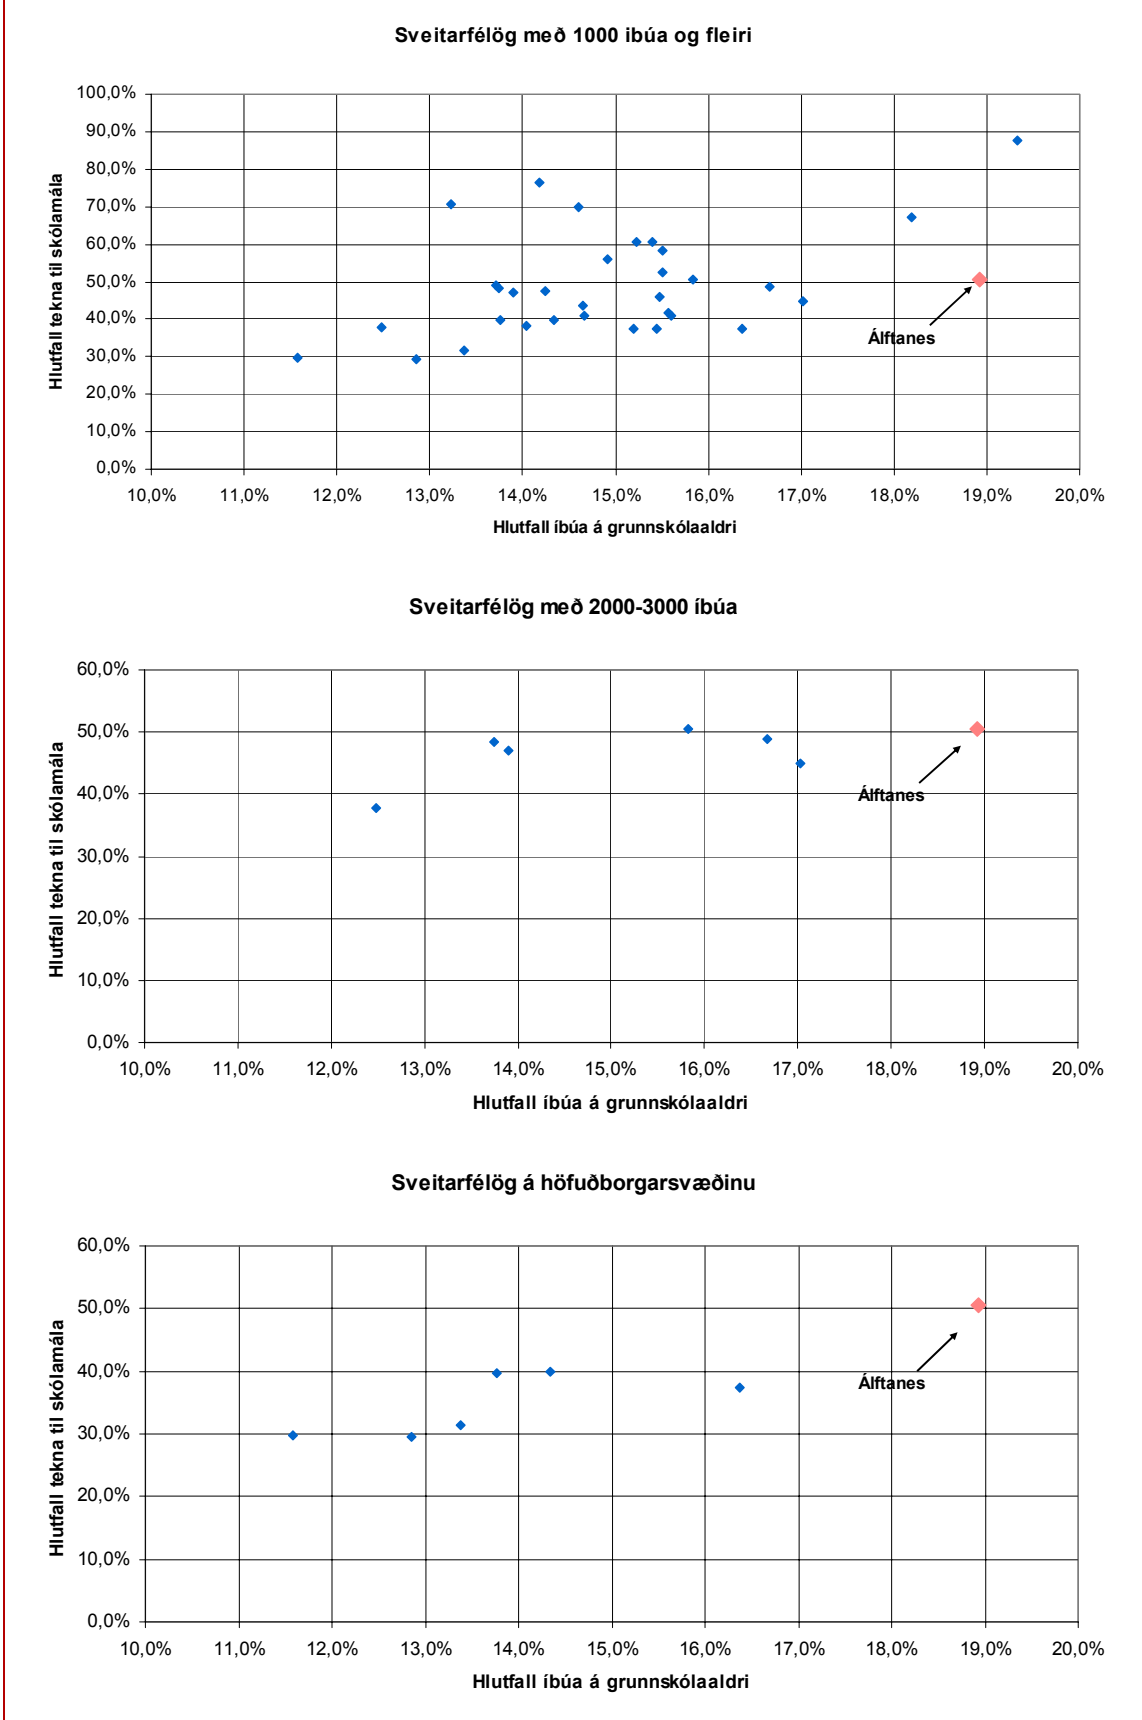 Sveitarfélög með 1000 ibúa og fleiri
100,0%
90,0%
80,0%
70,0%
60,0%
50,0%
40,0%
30,0%
20,0%
10,0%
0,0%
Hlutfall tekna til skólamála
Álftanes
10,0% 11,0% 12,0% 13,0% 14,0% 15,0% 16,0% 17,0% 18,0% 19,0% 20,0%
Hlutfall íbúa á grunnskólaaldri
Sveitarfélög með 2000-3000 íbúa
60,0%
50,0%
40,0%
30,0%
20,0%
10,0%
0,0%
Hlutfall tekna til skólamála
Álftanes
10,0% 11,0% 12,0% 13,0% 14,0% 15,0% 16,0% 17,0% 18,0% 19,0% 20,0%
Hlutfall íbúa á grunnskólaaldri
Sveitarfélög á höfuðborgarsvæðinu
60,0%
50,0%
40,0%
30,0%
20,0%
10,0%
0,0%
Hlutfall tekna til skólamála
Álftanes
10,0% 11,0% 12,0% 13,0% 14,0% 15,0% 16,0% 17,0% 18,0% 19,0% 20,0%
Hlutfall íbúa á grunnskólaaldri